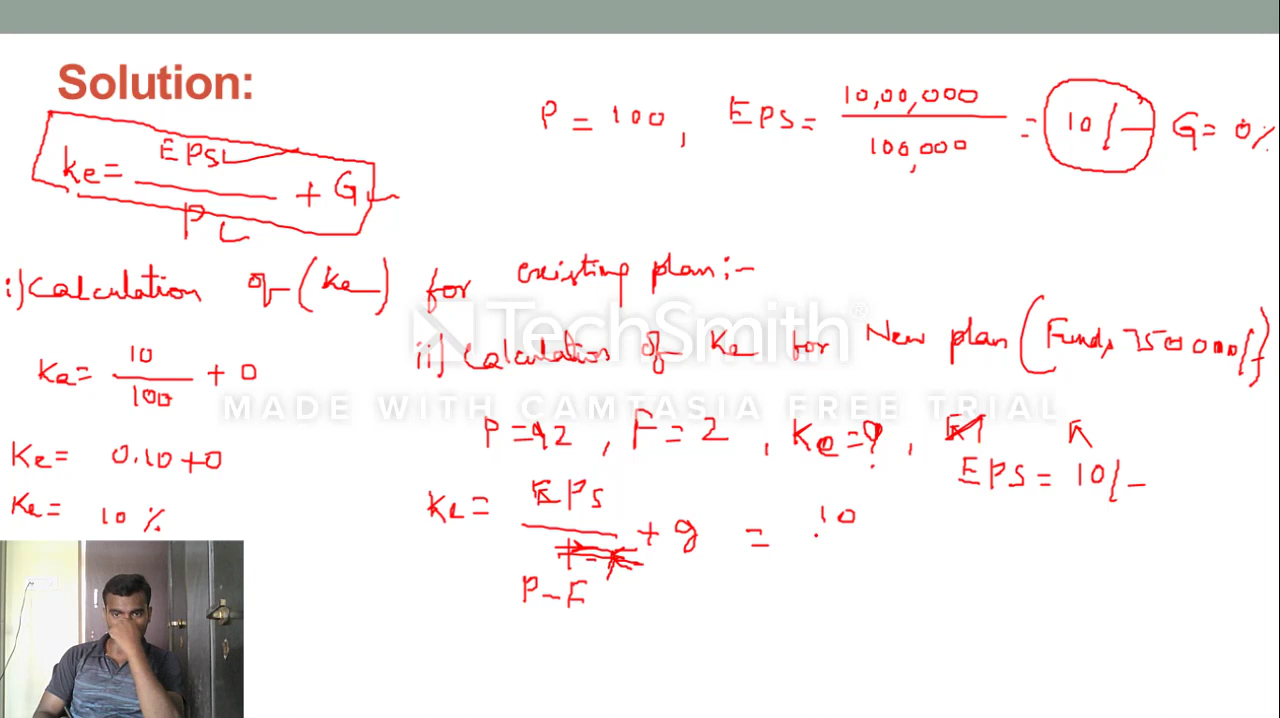 Solution:
P = 100, EPS = 10,00,000 / 100,000 = 10/- G = 0%
ke = EPS / P + G
i) Calculation of (ke) for existing plan:-
ii) Calculation of Ke for New plan (Funds 750000/-)
Ke = 10 / 100 + 0
TechSmith
MADE WITH CAMTASIA FREE TRIAL
P = 92, F = 2, Ke = ?,
Ke = 0.10 + 0
EPS = 10/-
Ke = EPS / P - F + g = 10
Ke = 10 %